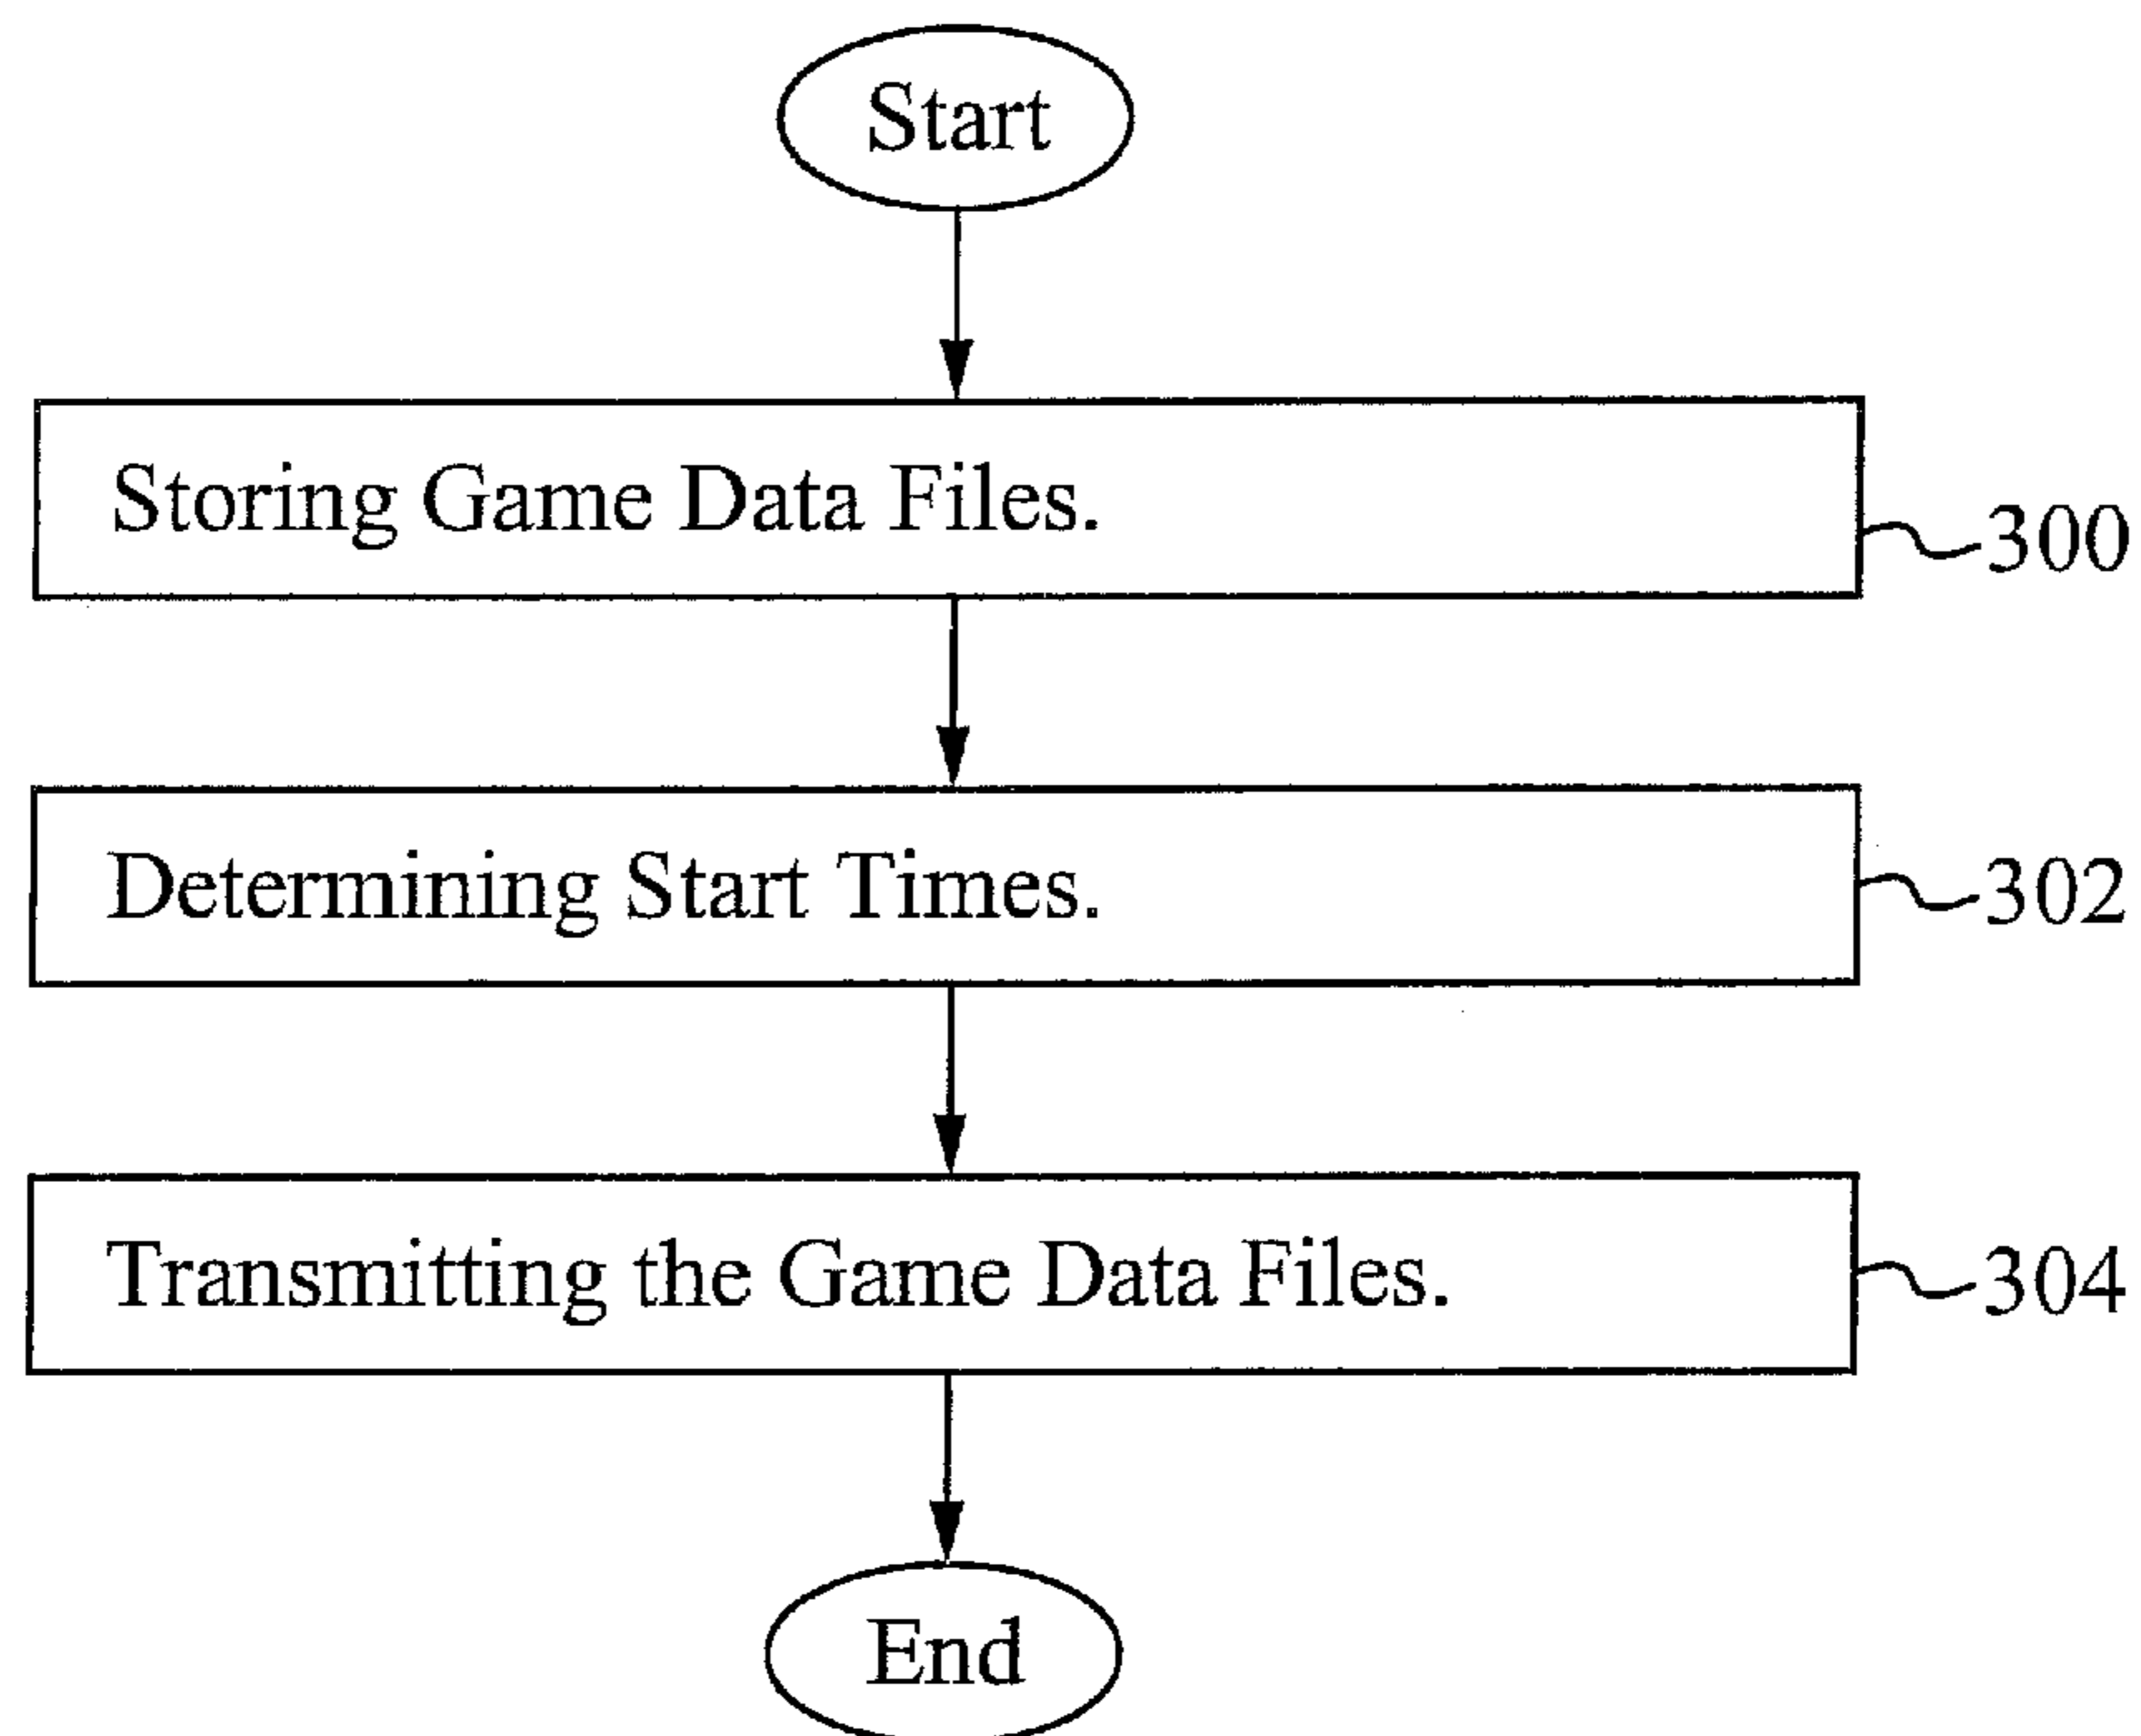 Start
Storing Game Data Files.
300
Determining Start Times.
302
Transmitting the Game Data Files.
304
End